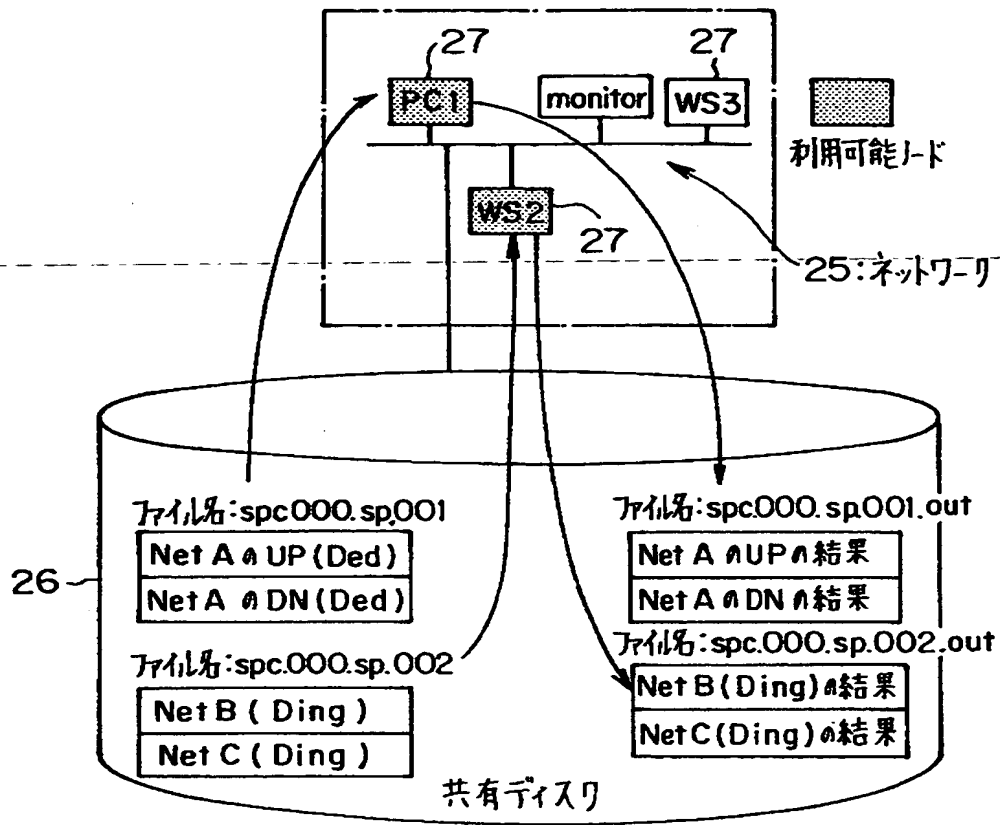 27
27
PC1
monitor
WS3
利用可能ノード
WS2
27
25:ネットワーク
ファイル名:spc000.sp.001
ファイル名:spc000.sp.001.out
Net A の UP (Ded)
Net A の UP の 結果
26
Net A の DN (Ded)
Net A の DN の 結果
ファイル名:spc.000.sp.002
ファイル名:spc.000.sp.002.out
Net B ( Ding )
Net B (Ding) の 結果
Net C ( Ding )
Net C (Ding) の 結果
共有ディスク